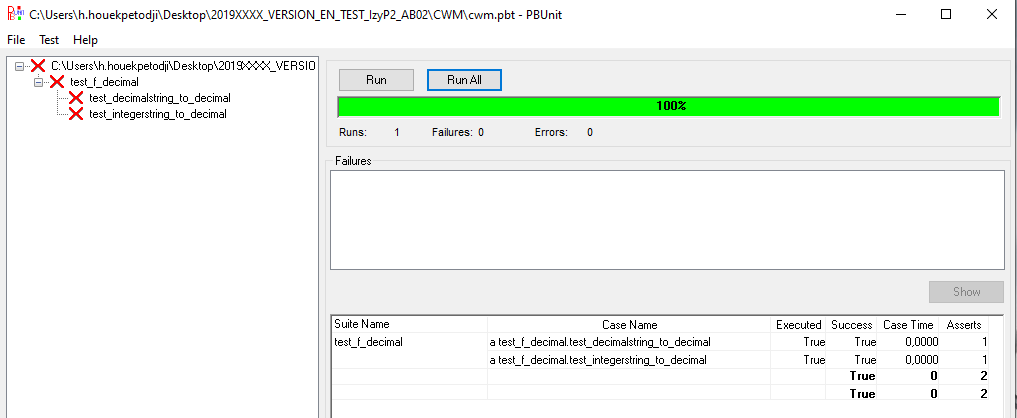 C:\Users\h.houekpetodji\Desktop\2019XXXX_VERSION_EN_TEST_IzyP2_AB02\CWM\cwm.pbt - PBUnit
File Test Help
C:\Users\h.houekpetodji\Desktop\2019XXXX_VERSIO
test_f_decimal
test_decimalstring_to_decimal
test_integerstring_to_decimal
Run Run All
100%
Runs: 1 Failures: 0 Errors: 0
Failures
Show
Suite Name Case Name Executed Success Case Time Asserts
test_f_decimal a test_f_decimal.test_decimalstring_to_decimal True True 0,0000 1
a test_f_decimal.test_integerstring_to_decimal True True 0,0000 1
True 0 2
True 0 2